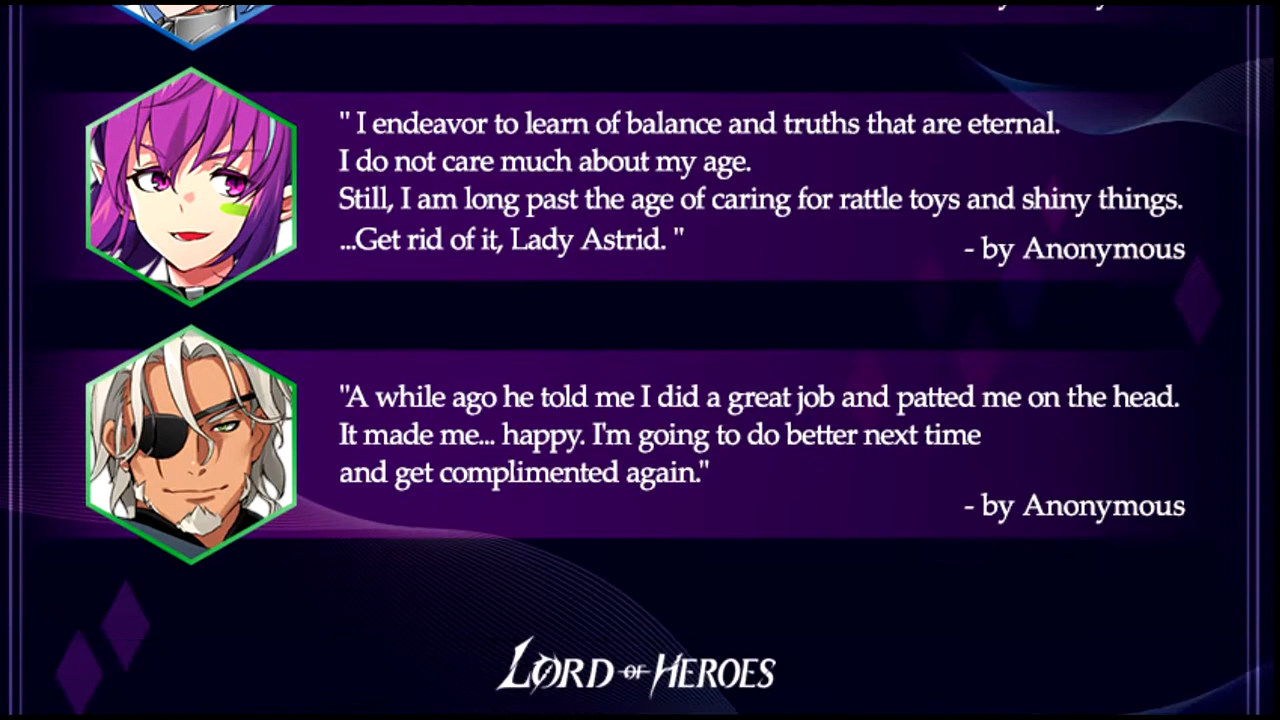 " I endeavor to learn of balance and truths that are eternal.
I do not care much about my age.
Still, I am long past the age of caring for rattle toys and shiny things.
...Get rid of it, Lady Astrid. "
- by Anonymous
"A while ago he told me I did a great job and patted me on the head.
It made me... happy. I'm going to do better next time
and get complimented again."
- by Anonymous
LORD OF HEROES